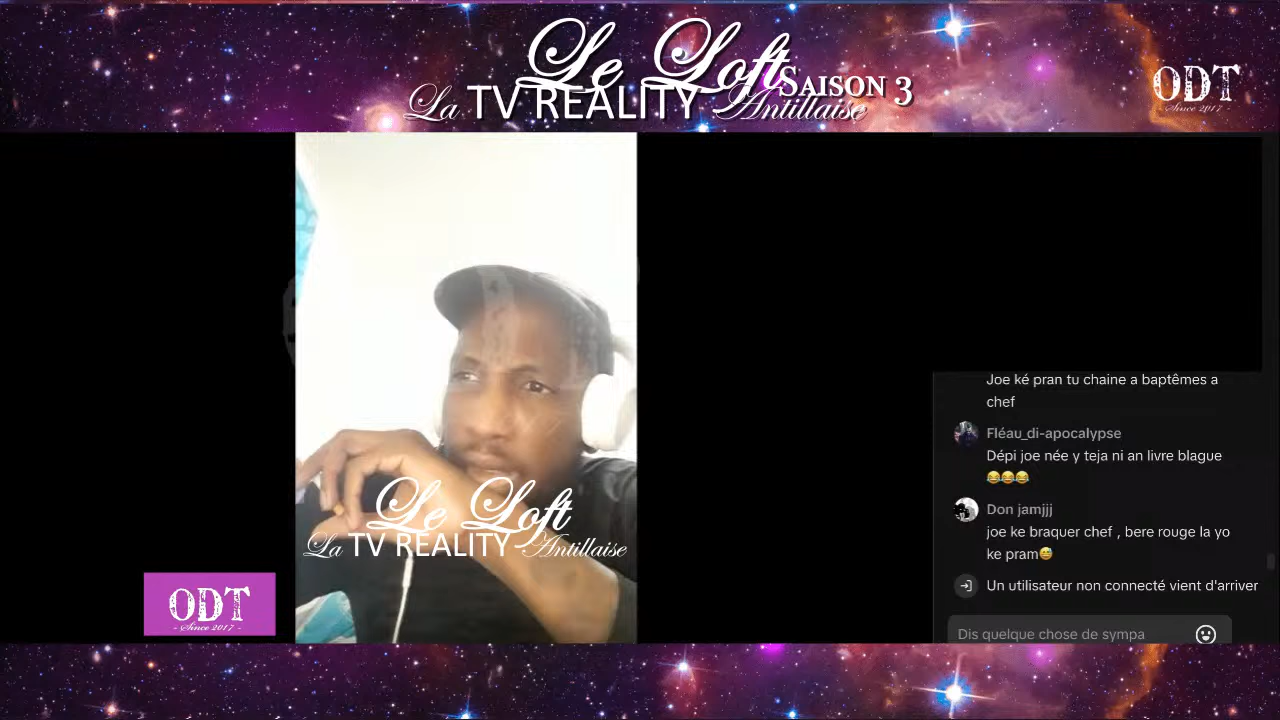 Le Loft SAISON 3
La TV REALITY Antillaise
ODT
- Since 2017 -
Joe ké pran tu chaine a baptêmes a
chef
Fléau_di-apocalypse
Dépi joe née y teja ni an livre blague
😂😂😂
Don jamjjj
joe ke braquer chef , bere rouge la yo
ke pram😅
Un utilisateur non connecté vient d'arriver
Dis quelque chose de sympa
Le Loft
La TV REALITY Antillaise
ODT
- Since 2017 -